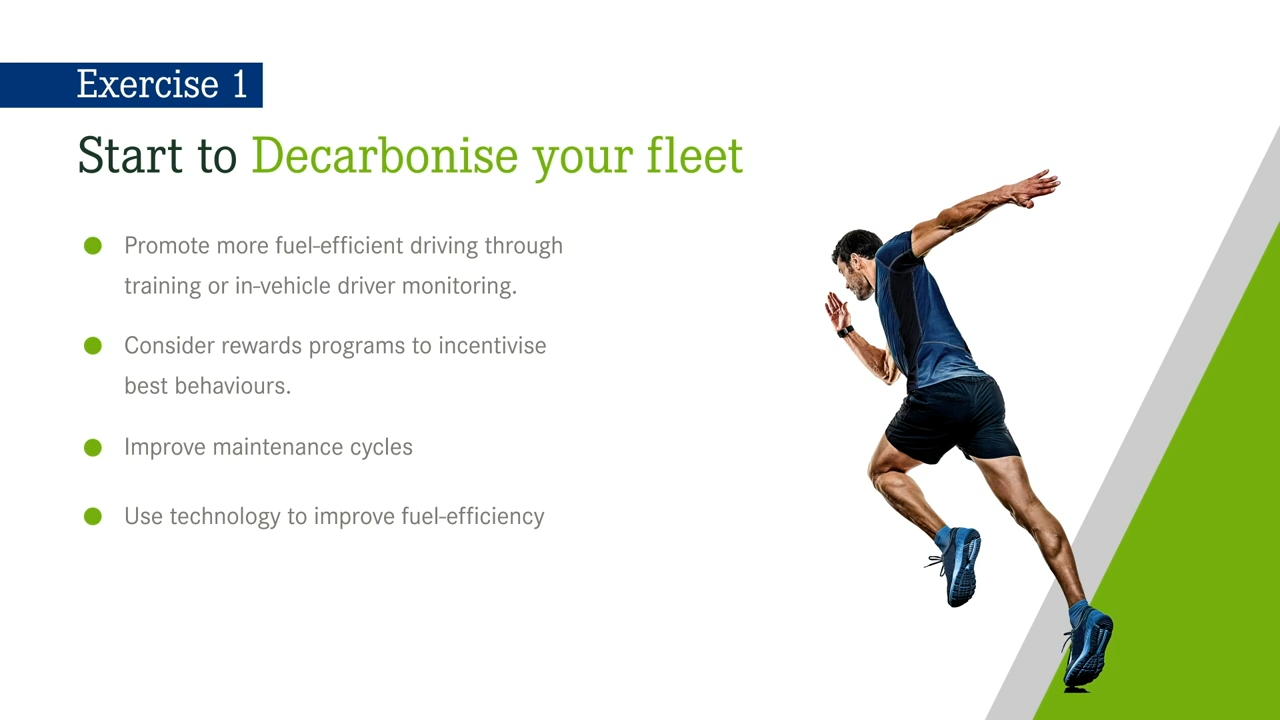 Exercise 1
Start to Decarbonise your fleet
Promote more fuel-efficient driving through
training or in-vehicle driver monitoring.
Consider rewards programs to incentivise
best behaviours.
Improve maintenance cycles
Use technology to improve fuel-efficiency